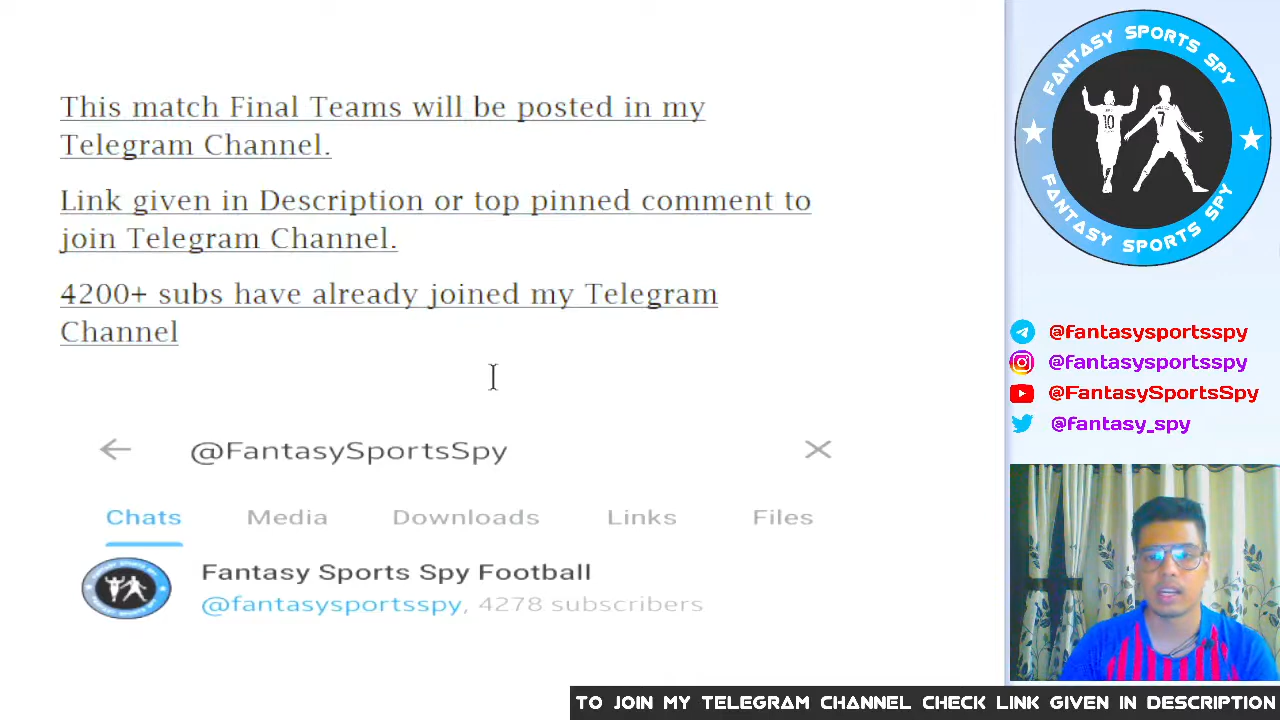 This match Final Teams will be posted in my
Telegram Channel.
Link given in Description or top pinned comment to
join Telegram Channel.
4200+ subs have already joined my Telegram
Channel
@FantasySportsSpy
Chats Media Downloads Links Files
Fantasy Sports Spy Football
@fantasysportsspy, 4278 subscribers
FANTASY SPORTS SPY
10 7
FANTASY SPORTS SPY
@fantasysportsspy
@fantasysportsspy
@FantasySportsSpy
@fantasy_spy
TO JOIN MY TELEGRAM CHANNEL CHECK LINK GIVEN IN DESCRIPTION